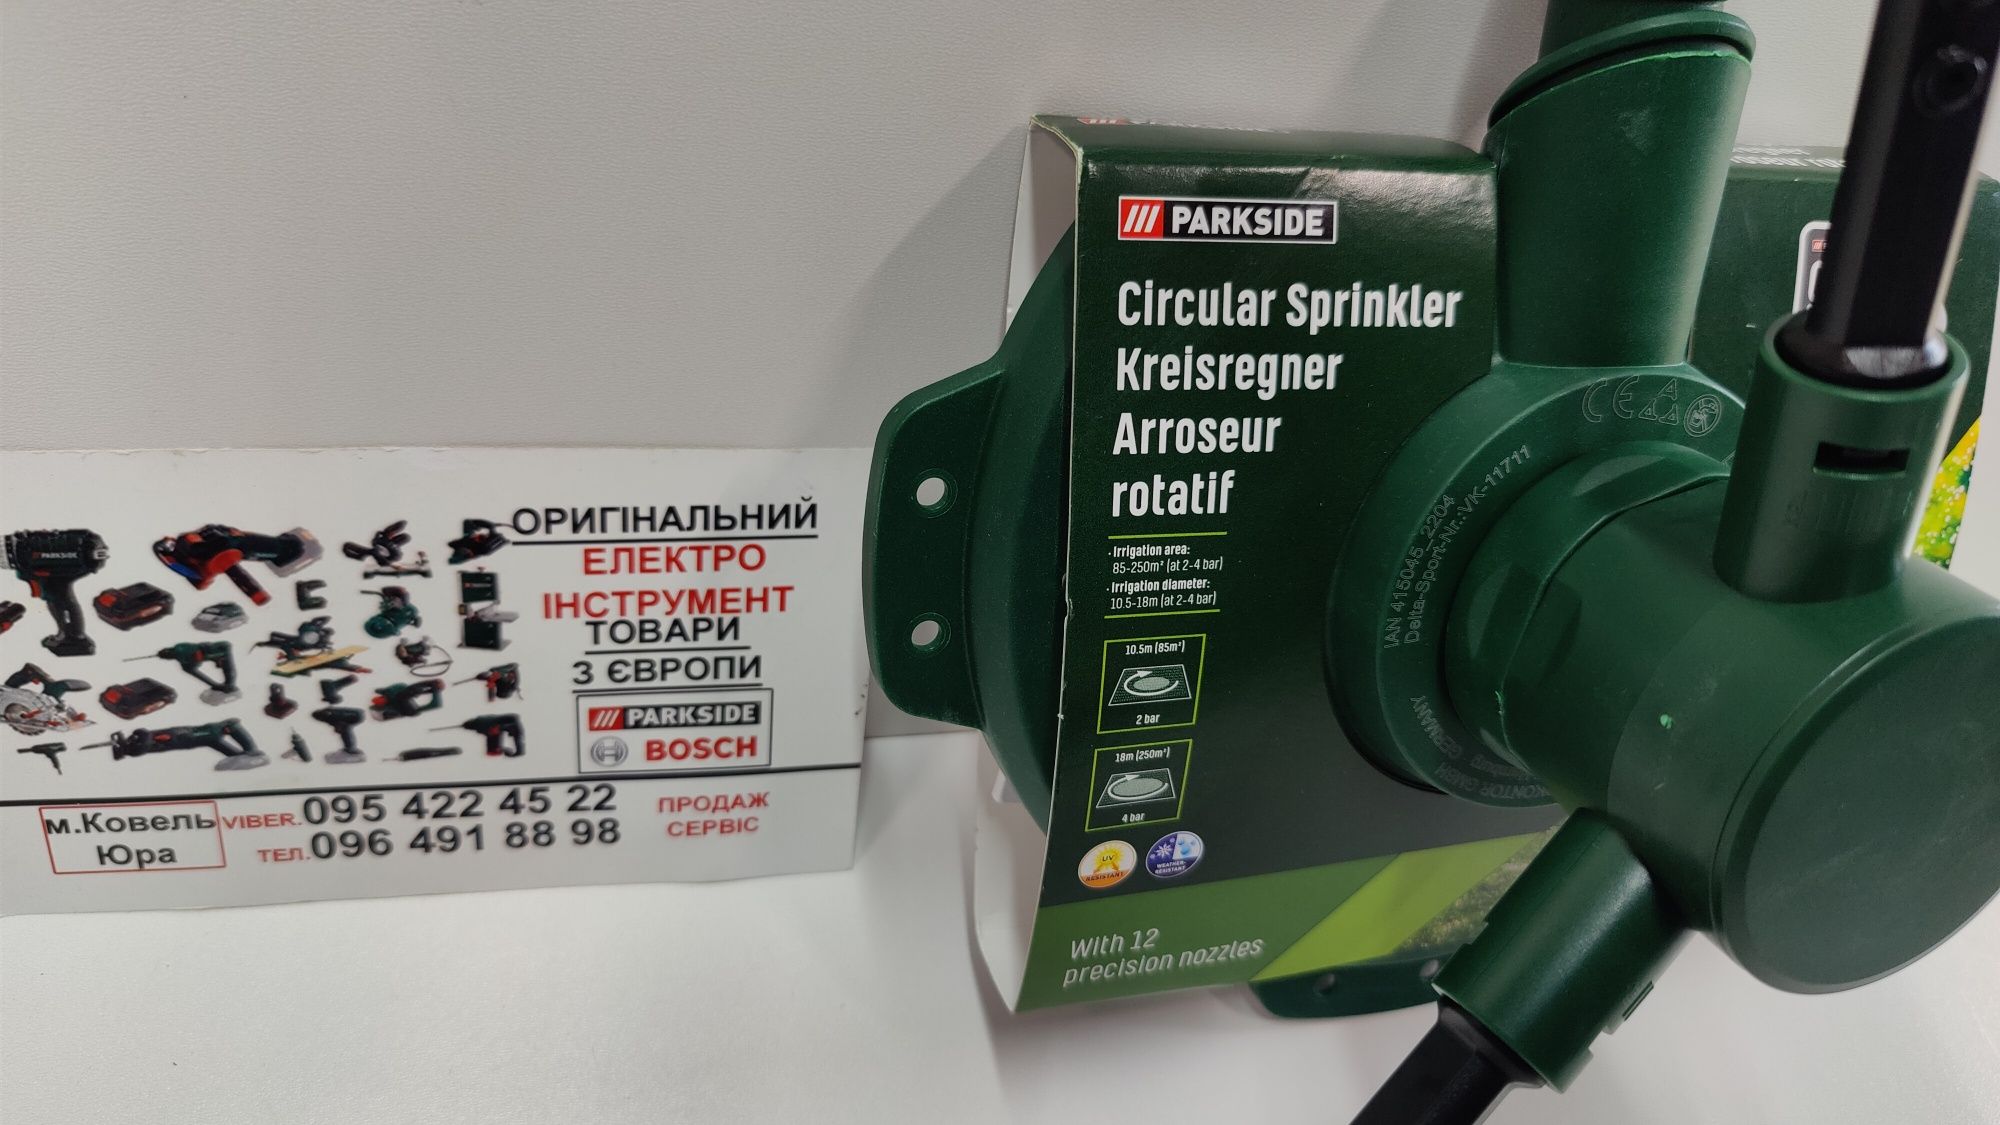 ОРИГІНАЛЬНИЙ
ЕЛЕКТРО
ІНСТРУМЕНТ
ТОВАРИ
З ЄВРОПИ
PARKSIDE
BOSCH
м.Ковель
Юра
VIBER.095 422 45 22
ТЕЛ.096 491 88 98
ПРОДАЖ
СЕРВІС
PARKSIDE
Circular Sprinkler
Kreisregner
Arroseur
rotatif
· Irrigation area:
85-250m² (at 2-4 bar)
· Irrigation diameter:
10.5-18m (at 2-4 bar)
10.5m (85m²)
2 bar
18m (250m²)
4 bar
UV
RESISTANT
WEATHER-
RESISTANT
With 12
precision nozzles
CE
IAN 415045_2204
Delta-Sport-Nr.:VK-11711
GERMANY